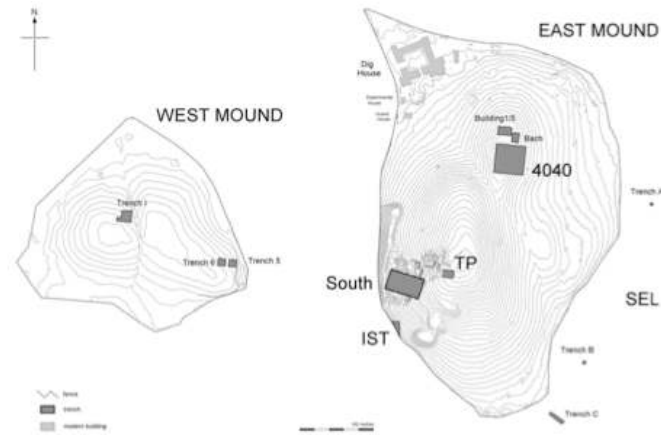 N
EAST MOUND
Dig
House
WEST MOUND
Building1/5
Bach
4040
Trench A
Trench 5
Trench 6
TP
South
SEL
IST
Trench B
Trench C
fence
trench
modern building